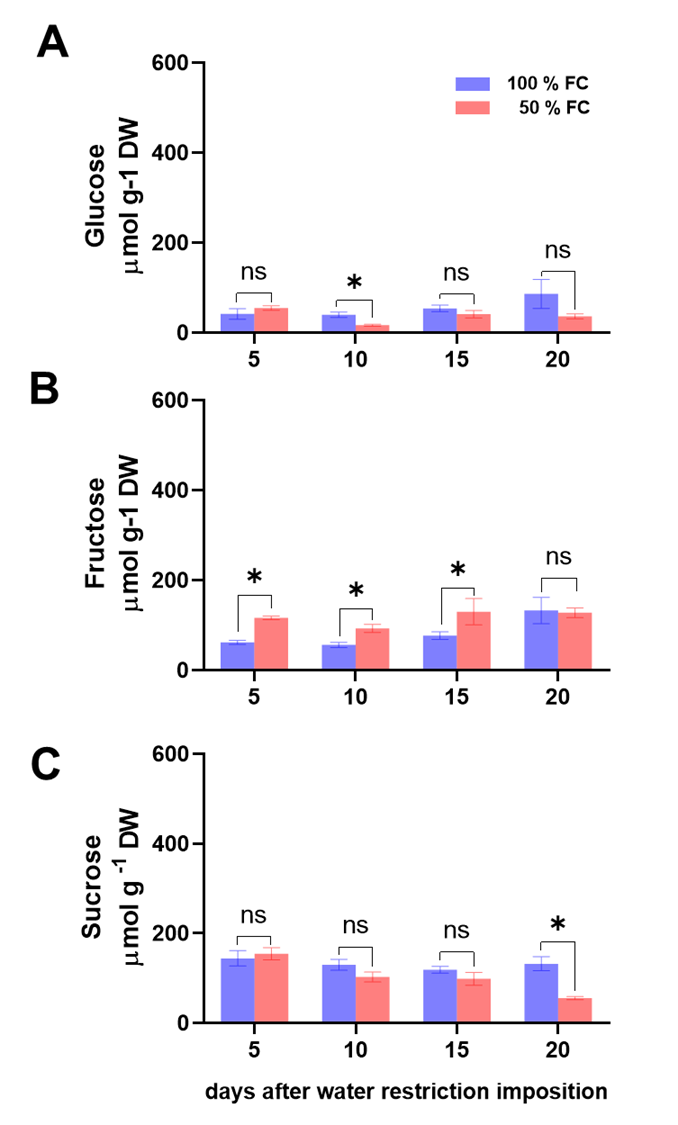 A
Glucose
µmol g-1 DW
600
400
200
0
100 % FC
50 % FC
ns
*
ns
ns
5 10 15 20
B
Fructose
µmol g-1 DW
600
400
200
0
*
*
*
ns
5 10 15 20
C
Sucrose
µmol g -1 DW
600
400
200
0
ns
ns
ns
*
5 10 15 20
days after water restriction imposition